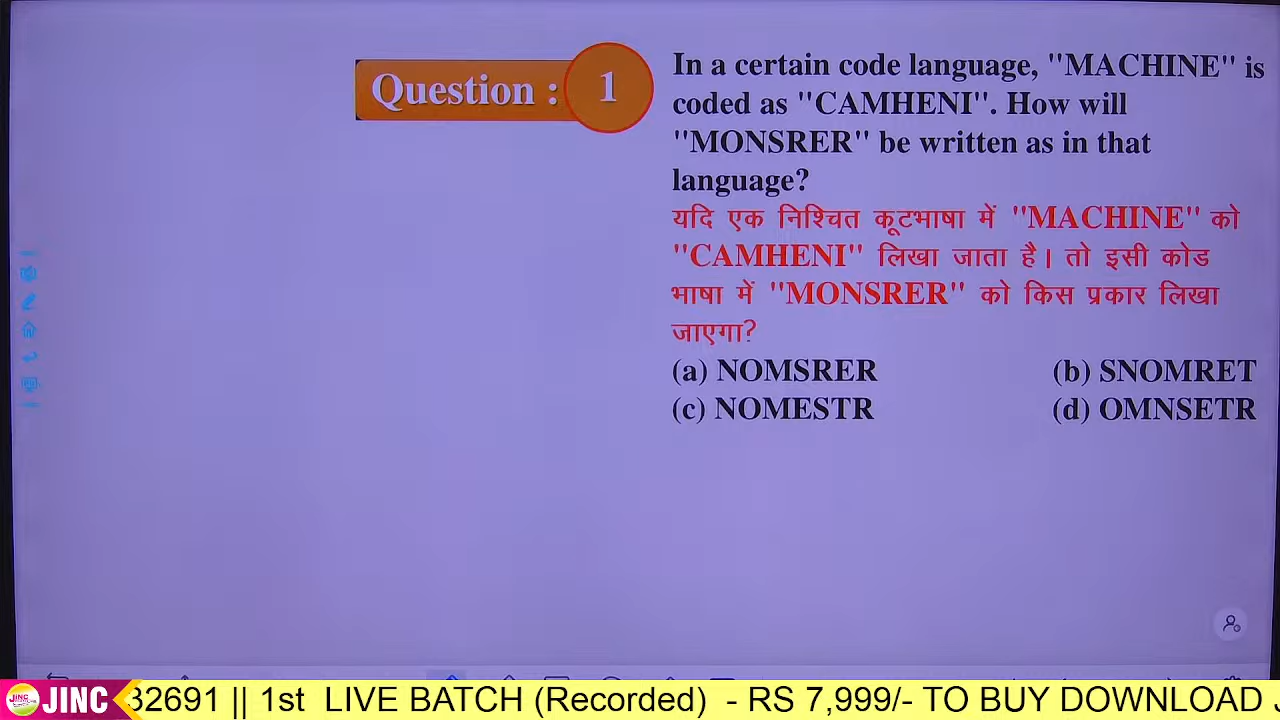 Question : 1
In a certain code language, "MACHINE" is
coded as "CAMHENI". How will
"MONSRER" be written as in that
language?
यदि एक निश्चित कूटभाषा में "MACHINE" को
"CAMHENI" लिखा जाता है। तो इसी कोड
भाषा में "MONSRER" को किस प्रकार लिखा
जाएगा?
(a) NOMSRER (b) SNOMRET
(c) NOMESTR (d) OMNSETR
JINC 32691 || 1st LIVE BATCH (Recorded) - RS 7,999/- TO BUY DOWNLOAD